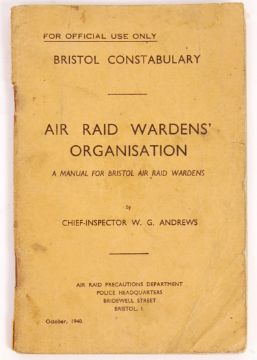 FOR OFFICIAL USE ONLY
BRISTOL CONSTABULARY
AIR RAID WARDENS'
ORGANISATION
A MANUAL FOR BRISTOL AIR RAID WARDENS
by
CHIEF-INSPECTOR W. G. ANDREWS
AIR RAID PRECAUTIONS DEPARTMENT
POLICE HEADQUARTERS
BRIDEWELL STREET
BRISTOL, 1
October, 1940.